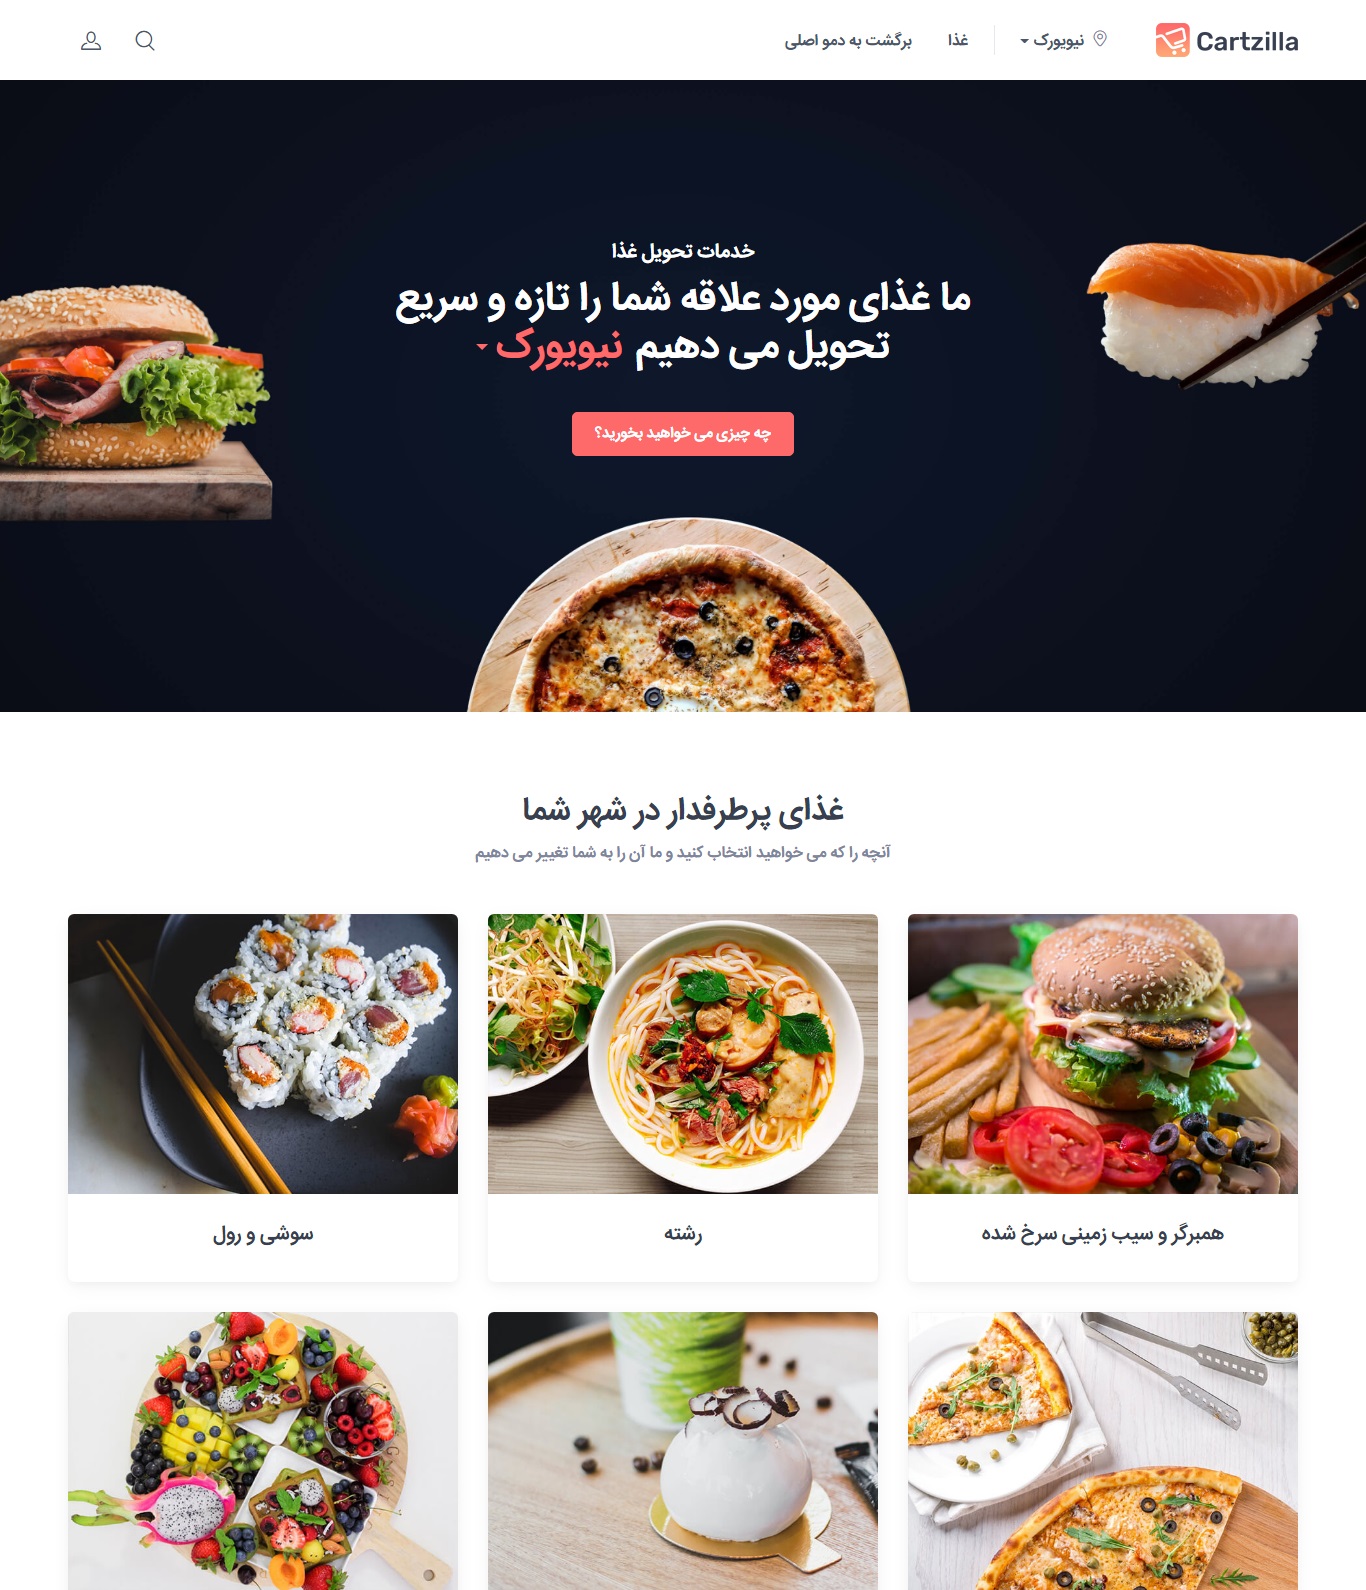 Cartzilla
نیویورک
غذا
برگشت به دمو اصلی
خدمات تحویل غذا
ما غذای مورد علاقه شما را تازه و سریع
تحویل می دهیم نیویورک
چه چیزی می خواهید بخورید؟
غذای پرطرفدار در شهر شما
آنچه را که می خواهید انتخاب کنید و ما آن را به شما تغییر می دهیم
همبرگر و سیب زمینی سرخ شده
رشته
سوشی و رول